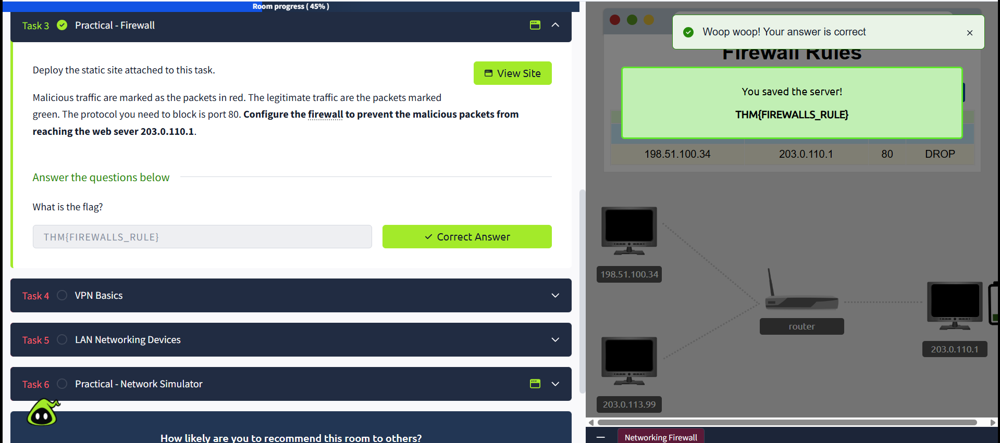 Room progress ( 45% )
Task 3 Practical - Firewall
Deploy the static site attached to this task.
View Site
Malicious traffic are marked as the packets in red. The legitimate traffic are the packets marked
green. The protocol you need to block is port 80. Configure the firewall to prevent the malicious packets from
reaching the web sever 203.0.110.1.
Answer the questions below
What is the flag?
THM{FIREWALLS_RULE}
Correct Answer
Task 4 VPN Basics
Task 5 LAN Networking Devices
Task 6 Practical - Network Simulator
How likely are you to recommend this room to others?
Woop woop! Your answer is correct
Firewall Rules
You saved the server!
THM{FIREWALLS_RULE}
198.51.100.34 203.0.110.1 80 DROP
198.51.100.34
router
203.0.110.1
203.0.113.99
Networking Firewall